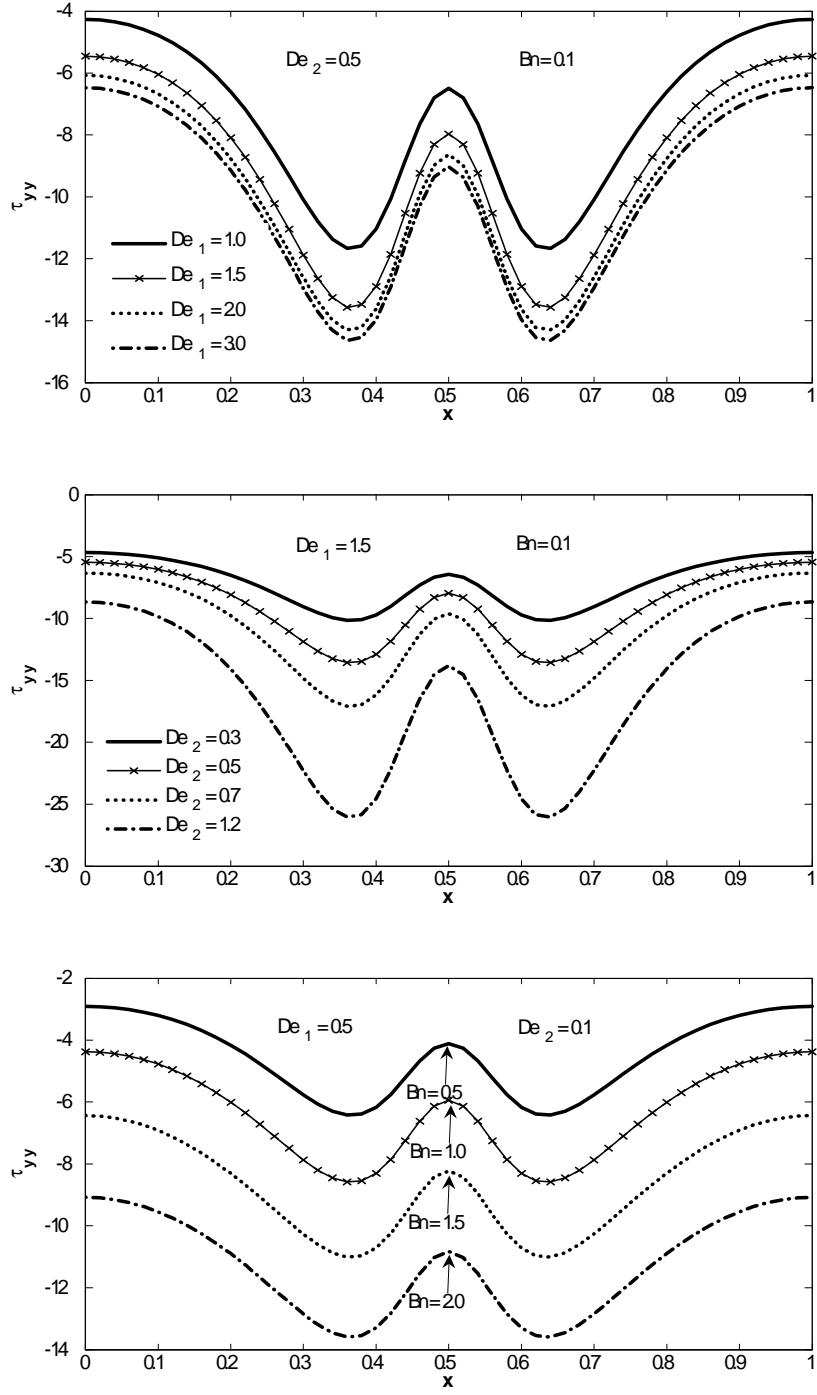 -4
-6
-8
-10
-12
-14
-16
τ yy
De 2 = 0.5 Bn=0.1
De 1 = 1.0
De 1 = 1.5
De 1 = 2.0
De 1 = 3.0
0 0.1 0.2 0.3 0.4 0.5 0.6 0.7 0.8 0.9 1
x
0
-5
-10
-15
-20
-25
-30
τ yy
De 1 = 1.5 Bn=0.1
De 2 = 0.3
De 2 = 0.5
De 2 = 0.7
De 2 = 1.2
0 0.1 0.2 0.3 0.4 0.5 0.6 0.7 0.8 0.9 1
x
-2
-4
-6
-8
-10
-12
-14
τ yy
De 1 = 0.5 De 2 = 0.1
Bn=0.5
Bn=1.0
Bn=1.5
Bn=2.0
0 0.1 0.2 0.3 0.4 0.5 0.6 0.7 0.8 0.9 1
x